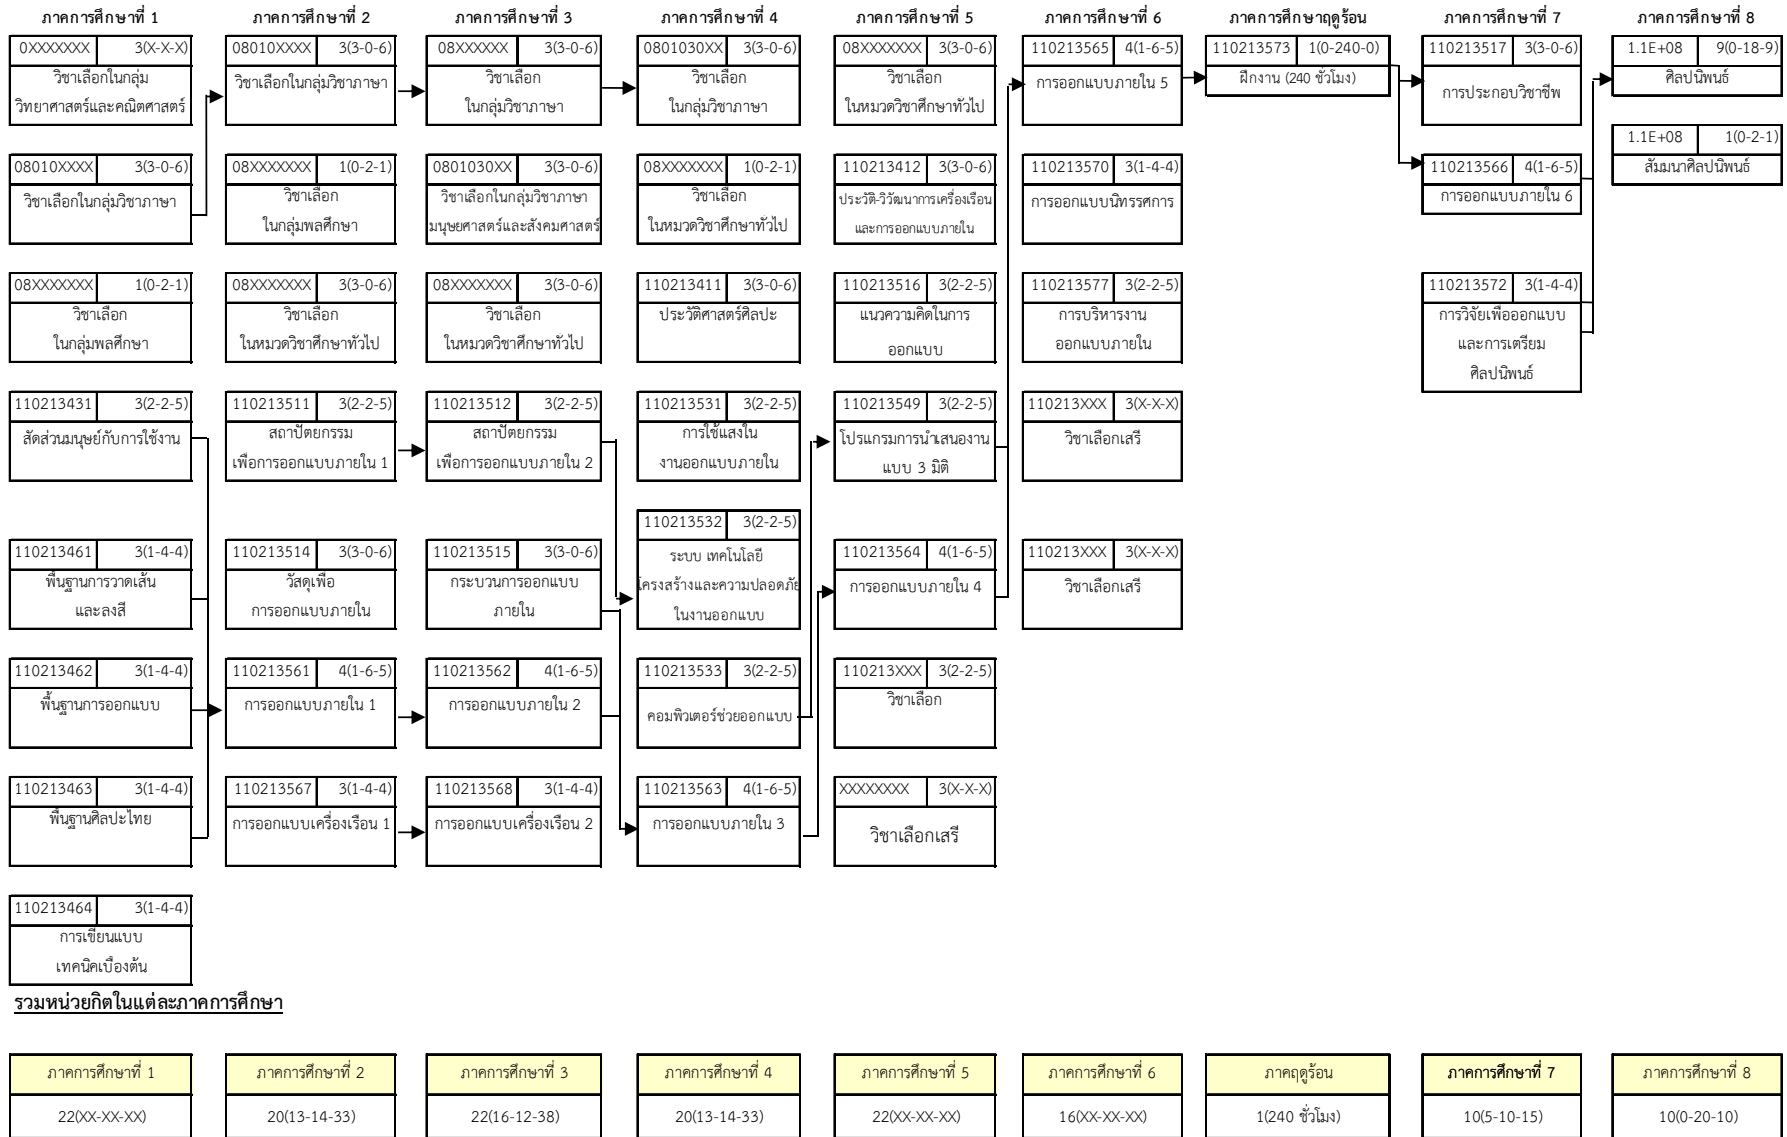 ภาคการศึกษาที่ 1
0XXXXXXX 3(X-X-X)
วิชาเลือกในกลุ่ม
วิทยาศาสตร์และคณิตศาสตร์
08010XXXX 3(3-0-6)
วิชาเลือกในกลุ่มวิชาภาษา
08XXXXXXX 1(0-2-1)
วิชาเลือก
ในกลุ่มพลศึกษา
110213431 3(2-2-5)
สัดส่วนมนุษย์กับการใช้งาน
110213461 3(1-4-4)
พื้นฐานการวาดเส้น
และลงสี
110213462 3(1-4-4)
พื้นฐานการออกแบบ
110213463 3(1-4-4)
พื้นฐานศิลปะไทย
110213464 3(1-4-4)
การเขียนแบบ
เทคนิคเบื้องต้น
ภาคการศึกษาที่ 2
08010XXXX 3(3-0-6)
วิชาเลือกในกลุ่มวิชาภาษา
08XXXXXXX 1(0-2-1)
วิชาเลือก
ในกลุ่มพลศึกษา
08XXXXXXX 3(3-0-6)
วิชาเลือก
ในหมวดวิชาศึกษาทั่วไป
110213511 3(2-2-5)
สถาปัตยกรรม
เพื่อการออกแบบภายใน 1
110213514 3(3-0-6)
วัสดุเพื่อ
การออกแบบภายใน
110213561 4(1-6-5)
การออกแบบภายใน 1
110213567 3(1-4-4)
การออกแบบเครื่องเรือน 1
ภาคการศึกษาที่ 3
08XXXXXX 3(3-0-6)
วิชาเลือก
ในกลุ่มวิชาภาษา
0801030XX 3(3-0-6)
วิชาเลือกในกลุ่มวิชาภาษา
มนุษยศาสตร์และสังคมศาสตร์
08XXXXXXX 3(3-0-6)
วิชาเลือก
ในหมวดวิชาศึกษาทั่วไป
110213512 3(2-2-5)
สถาปัตยกรรม
เพื่อการออกแบบภายใน 2
110213515 3(3-0-6)
กระบวนการออกแบบ
ภายใน
110213562 4(1-6-5)
การออกแบบภายใน 2
110213568 3(1-4-4)
การออกแบบเครื่องเรือน 2
ภาคการศึกษาที่ 4
0801030XX 3(3-0-6)
วิชาเลือก
ในกลุ่มวิชาภาษา
08XXXXXXX 1(0-2-1)
วิชาเลือก
ในหมวดวิชาศึกษาทั่วไป
110213411 3(3-0-6)
ประวัติศาสตร์ศิลปะ
110213531 3(2-2-5)
การใช้แสงใน
งานออกแบบภายใน
110213532 3(2-2-5)
ระบบ เทคโนโลยี
โครงสร้างและความปลอดภัย
ในงานออกแบบ
110213533 3(2-2-5)
คอมพิวเตอร์ช่วยออกแบบ
110213563 4(1-6-5)
การออกแบบภายใน 3
ภาคการศึกษาที่ 5
08XXXXXXX 3(3-0-6)
วิชาเลือก
ในหมวดวิชาศึกษาทั่วไป
110213412 3(3-0-6)
ประวัติ-วิวัฒนาการเครื่องเรือน
และการออกแบบภายใน
110213516 3(2-2-5)
แนวความคิดในการ
ออกแบบ
110213549 3(2-2-5)
โปรแกรมการนำเสนองาน
แบบ 3 มิติ
110213564 4(1-6-5)
การออกแบบภายใน 4
110213XXX 3(2-2-5)
วิชาเลือก
XXXXXXXX 3(X-X-X)
วิชาเลือกเสรี
ภาคการศึกษาที่ 6
110213565 4(1-6-5)
การออกแบบภายใน 5
110213570 3(1-4-4)
การออกแบบนิทรรศการ
110213577 3(2-2-5)
การบริหารงาน
ออกแบบภายใน
110213XXX 3(X-X-X)
วิชาเลือกเสรี
110213XXX 3(X-X-X)
วิชาเลือกเสรี
ภาคการศึกษาฤดูร้อน
110213573 1(0-240-0)
ฝึกงาน (240 ชั่วโมง)
ภาคการศึกษาที่ 7
110213517 3(3-0-6)
การประกอบวิชาชีพ
110213566 4(1-6-5)
การออกแบบภายใน 6
110213572 3(1-4-4)
การวิจัยเพื่อออกแบบ
และการเตรียม
ศิลปนิพนธ์
ภาคการศึกษาที่ 8
1.1E+08 9(0-18-9)
ศิลปนิพนธ์
1.1E+08 1(0-2-1)
สัมมนาศิลปนิพนธ์
รวมหน่วยกิตในแต่ละภาคการศึกษา
ภาคการศึกษาที่ 1 ภาคการศึกษาที่ 2 ภาคการศึกษาที่ 3 ภาคการศึกษาที่ 4 ภาคการศึกษาที่ 5 ภาคการศึกษาที่ 6 ภาคฤดูร้อน ภาคการศึกษาที่ 7 ภาคการศึกษาที่ 8
22(XX-XX-XX) 20(13-14-33) 22(16-12-38) 20(13-14-33) 22(XX-XX-XX) 16(XX-XX-XX) 1(240 ชั่วโมง) 10(5-10-15) 10(0-20-10)